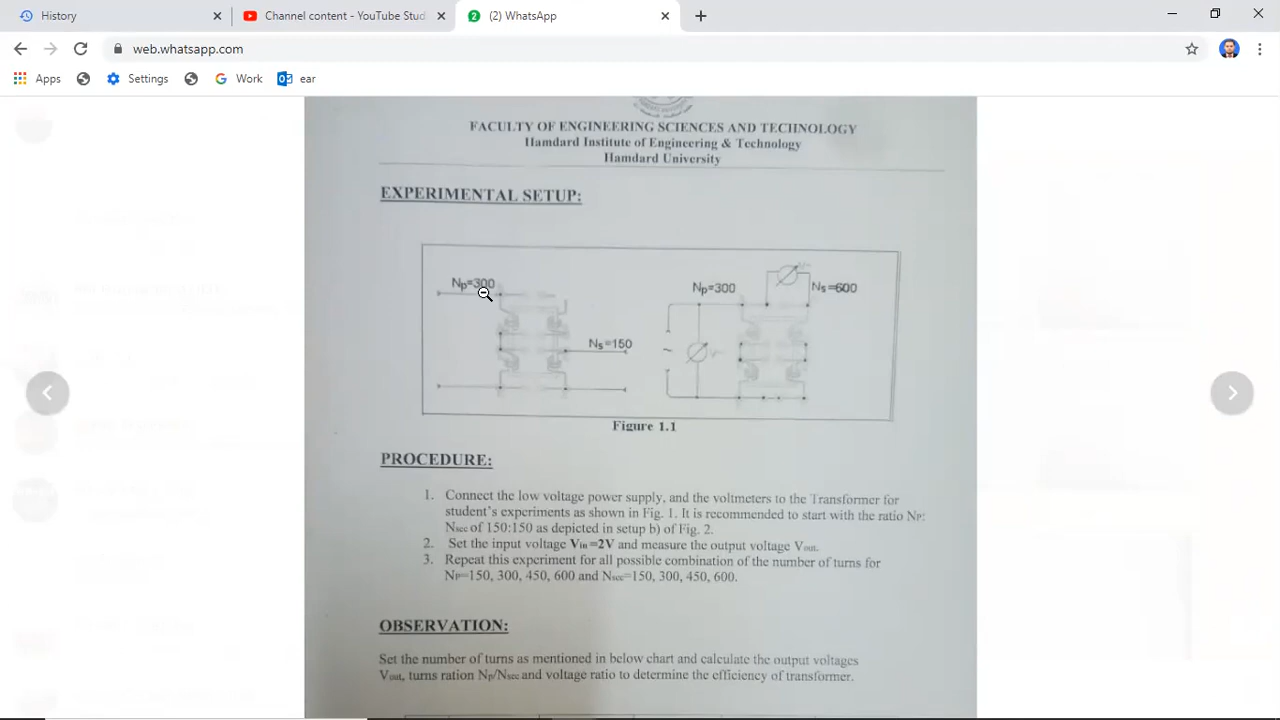 History
Channel content - YouTube Stud
2
(2) WhatsApp
web.whatsapp.com
Apps
Settings
Work
ear
FACULTY OF ENGINEERING SCIENCES AND TECHNOLOGY
Hamdard Institute of Engineering & Technology
Hamdard University
EXPERIMENTAL SETUP:
Np=300
Ns=150
Np=300
Ns=600
Figure 1.1
PROCEDURE:
1. Connect the low voltage power supply, and the voltmeters to the Transformer for
student's experiments as shown in Fig. 1. It is recommended to start with the ratio NP:
Nsec of 150:150 as depicted in setup b) of Fig. 2.
2. Set the input voltage Vin =2V and measure the output voltage Vout.
3. Repeat this experiment for all possible combination of the number of turns for
NP=150, 300, 450, 600 and Nsec=150, 300, 450, 600.
OBSERVATION:
Set the number of turns as mentioned in below chart and calculate the output voltages
Vout, turns ration Np/Nsec and voltage ratio to determine the efficiency of transformer.